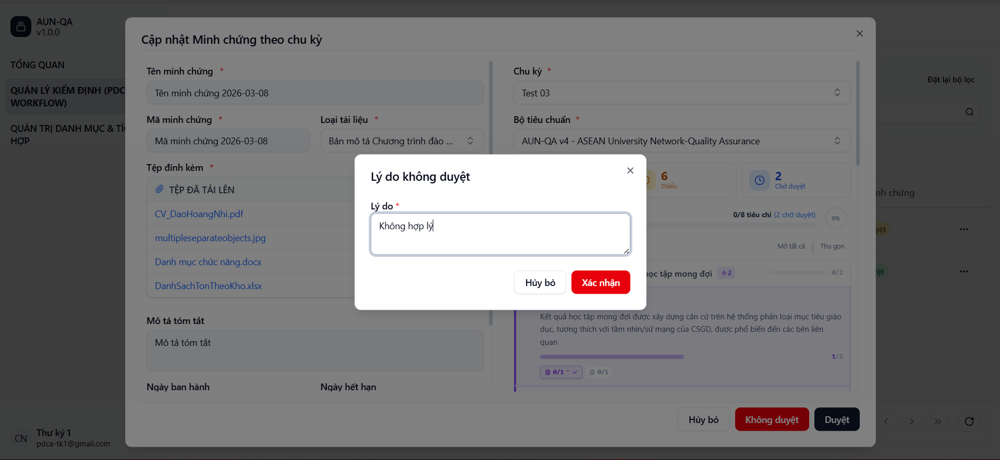 AUN-QA
v1.0.0
TỔNG QUAN
QUẢN LÝ KIỂM ĐỊNH (PDC
WORKFLOW)
QUẢN TRỊ DANH MỤC & TÍC
HỢP
Thư ký 1
CN
pdca-tk1@gmail.com
Cập nhật Minh chứng theo chu kỳ
Tên minh chứng *
Tên minh chứng 2026-03-08
Mã minh chứng *
Loại tài liệu *
Mã minh chứng 2026-03-08
Bản mô tả Chương trình đào ...
Tệp đính kèm *
TỆP ĐÃ TẢI LÊN
CV_DaoHoangNhi.pdf
multipleseparateobjects.jpg
Danh mục chức năng.docx
DanhSachTonTheoKho.xlsx
Mô tả tóm tắt
Mô tả tóm tắt
Ngày ban hành
Ngày hết hạn
Chu kỳ *
Test 03
Bộ tiêu chuẩn *
AUN-QA v4 - ASEAN University Network-Quality Assurance
6
Thiếu
2
Chờ duyệt
0/8 tiêu chí (2 chờ duyệt)
0%
Mở tất cả
Thu gọn
học tập mong đợi
2
0/2
Kết quả học tập mong đợi được xây dựng căn cứ trên hệ thống phân loại mục tiêu giáo
dục, tương thích với tầm nhìn/sứ mạng của CSGD, được phổ biến đến các bên liên
quan
1/2
0/1 *
0/1
Hủy bỏ
Không duyệt
Duyệt
Lý do không duyệt
Lý do *
Không hợp lý
Hủy bỏ
Xác nhận
Đặt lại bộ lọc
nh chứng
yệt
ệt